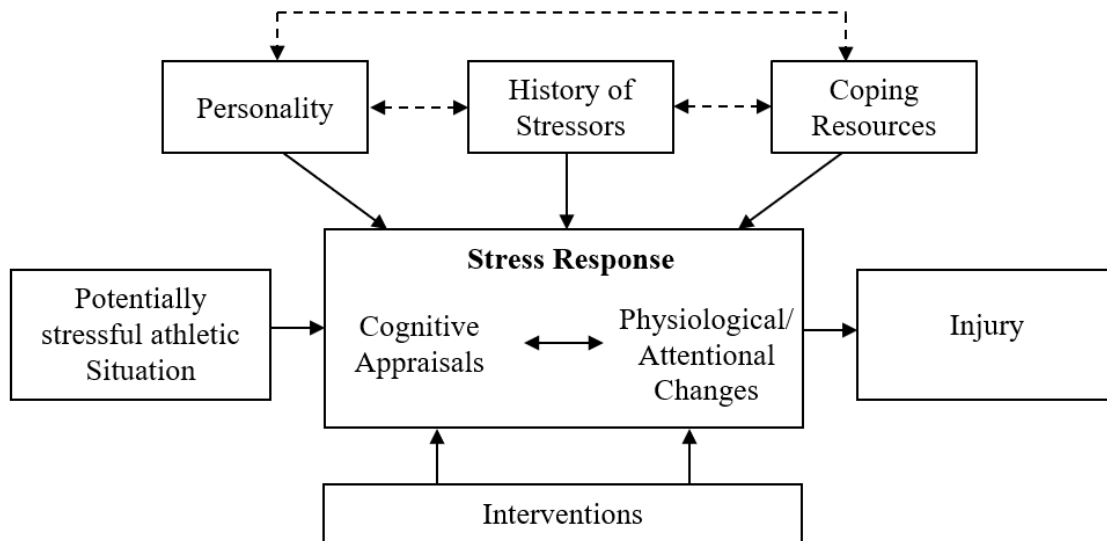 Personality
History of
Stressors
Coping
Resources
Stress Response
Potentially
stressful athletic
Situation
Cognitive
Appraisals
Physiological/
Attentional
Changes
Injury
Interventions